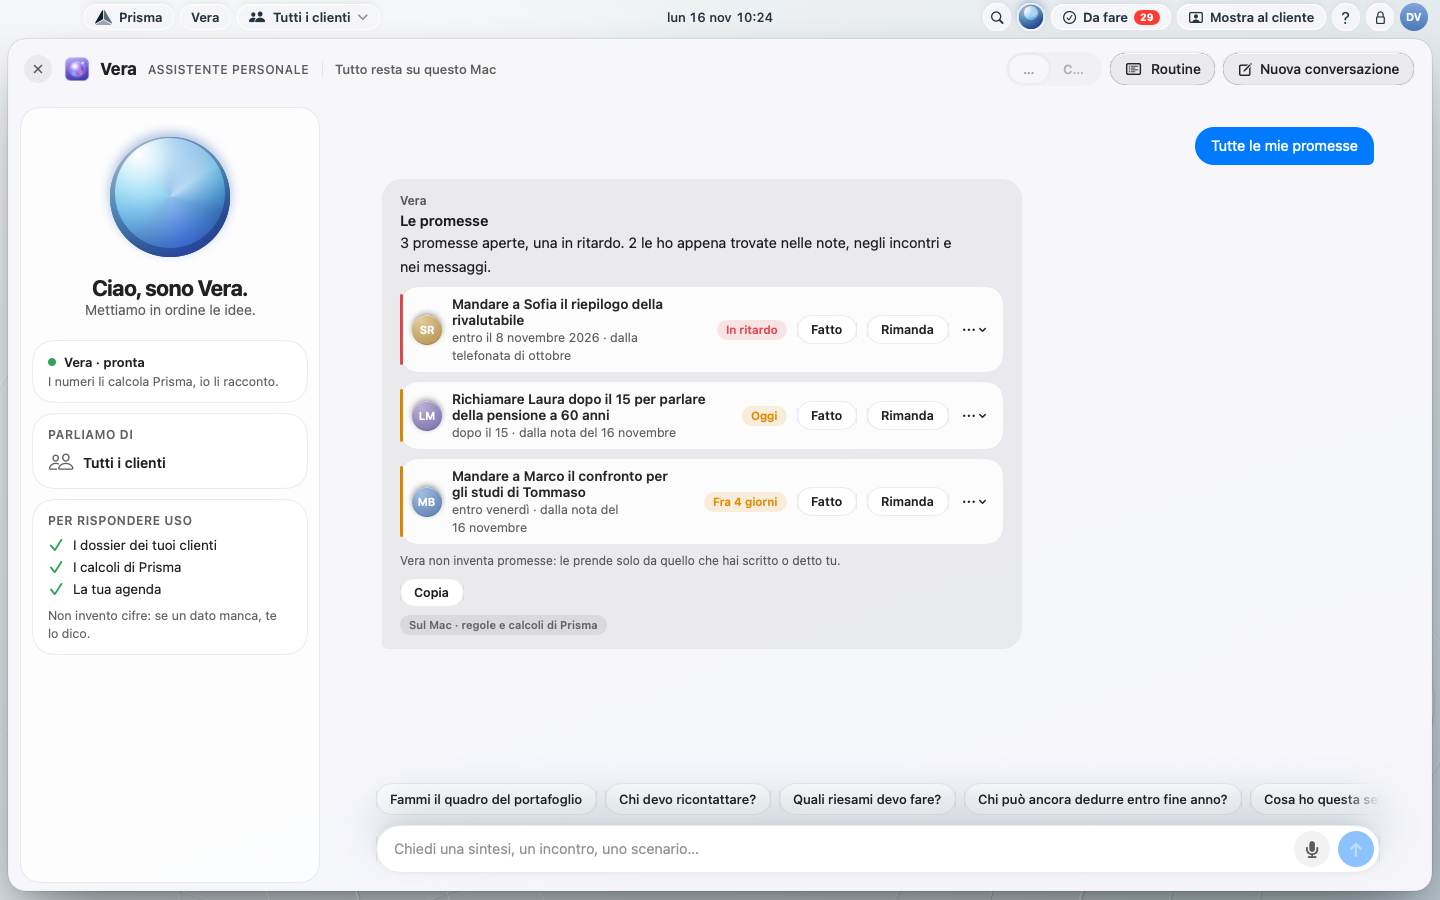 Prisma
Vera
Tutti i clienti
lun 16 nov 10:24
Da fare 29
Mostra al cliente
?
DV
Vera ASSISTENTE PERSONALE
Tutto resta su questo Mac
...
C...
Routine
Nuova conversazione
Ciao, sono Vera.
Mettiamo in ordine le idee.
Vera · pronta
I numeri li calcola Prisma, io li racconto.
PARLIAMO DI
Tutti i clienti
PER RISPONDERE USO
I dossier dei tuoi clienti
I calcoli di Prisma
La tua agenda
Non invento cifre: se un dato manca, te
lo dico.
Tutte le mie promesse
Vera
Le promesse
3 promesse aperte, una in ritardo. 2 le ho appena trovate nelle note, negli incontri e
nei messaggi.
SR
Mandare a Sofia il riepilogo della
rivalutabile
entro il 8 novembre 2026 · dalla
telefonata di ottobre
In ritardo
Fatto
Rimanda
LM
Richiamare Laura dopo il 15 per parlare
della pensione a 60 anni
dopo il 15 · dalla nota del 16 novembre
Oggi
Fatto
Rimanda
MB
Mandare a Marco il confronto per
gli studi di Tommaso
entro venerdì · dalla nota del
16 novembre
Fra 4 giorni
Fatto
Rimanda
Vera non inventa promesse: le prende solo da quello che hai scritto o detto tu.
Copia
Sul Mac · regole e calcoli di Prisma
Fammi il quadro del portafoglio
Chi devo ricontattare?
Quali riesami devo fare?
Chi può ancora dedurre entro fine anno?
Cosa ho questa se
Chiedi una sintesi, un incontro, uno scenario...